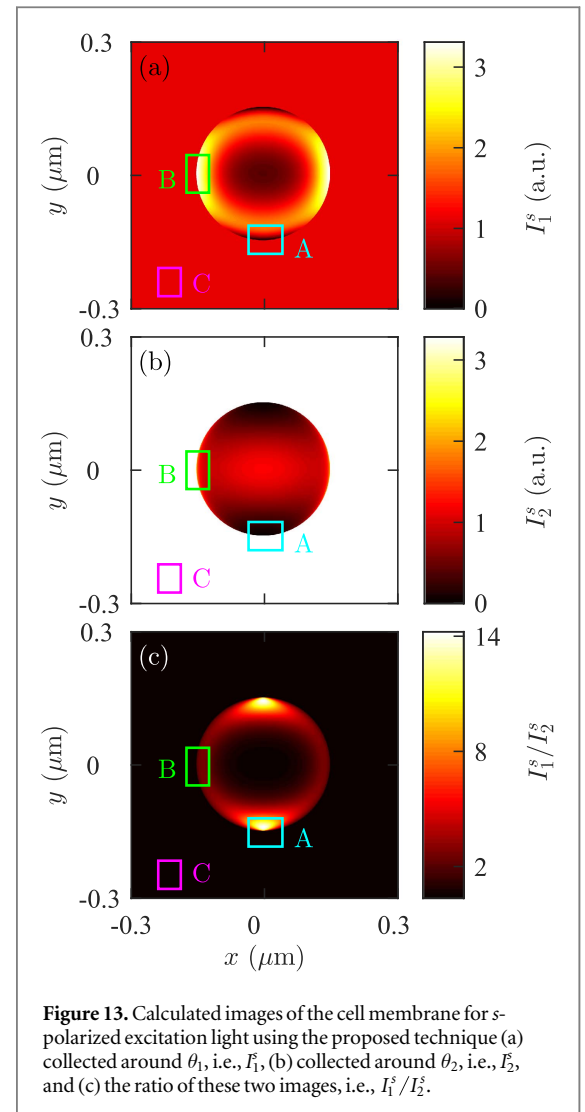 0.3
(a)
y (μm)
0
B
A
C
-0.3
3
2
1
0
I₁ˢ (a.u.)
0.3
(b)
y (μm)
0
B
A
C
-0.3
3
2
1
0
I₂ˢ (a.u.)
0.3
(c)
y (μm)
0
B
A
C
-0.3
-0.3
0
0.3
x (μm)
14
8
2
I₁ˢ/I₂ˢ
Figure 13. Calculated images of the cell membrane for s-
polarized excitation light using the proposed technique (a)
collected around θ₁, i.e., I₁ˢ, (b) collected around θ₂, i.e., I₂ˢ,
and (c) the ratio of these two images, i.e., I₁ˢ/I₂ˢ.